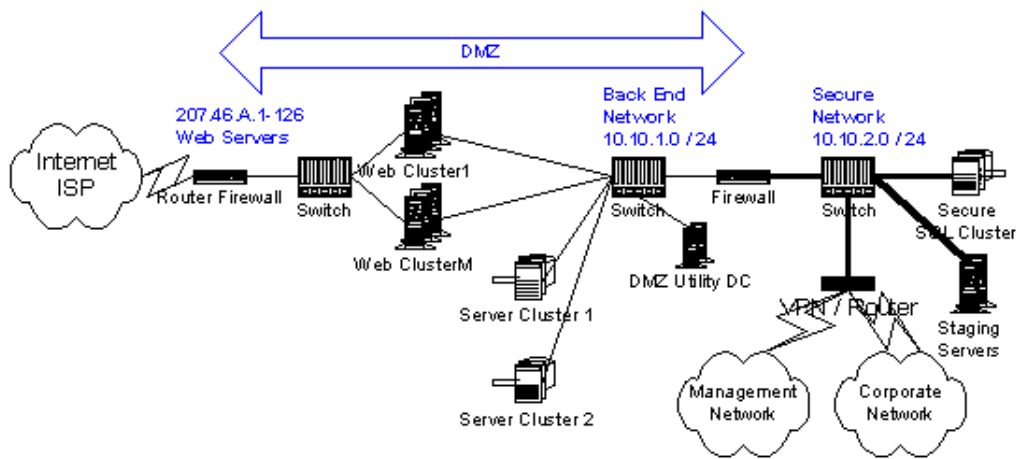 DMZ
207.46.A.1-126
Web Servers
Back End
Network
10.10.1.0 / 24
Secure
Network
10.10.2.0 / 24
Internet
ISP
Router Firewall
Switch
Web Cluster1
Web ClusterM
Switch
Firewall
Switch
Secure
SQL Cluster
DMZ Utility DC
Server Cluster 1
VPN / Router
Staging
Servers
Server Cluster 2
Management
Network
Corporate
Network